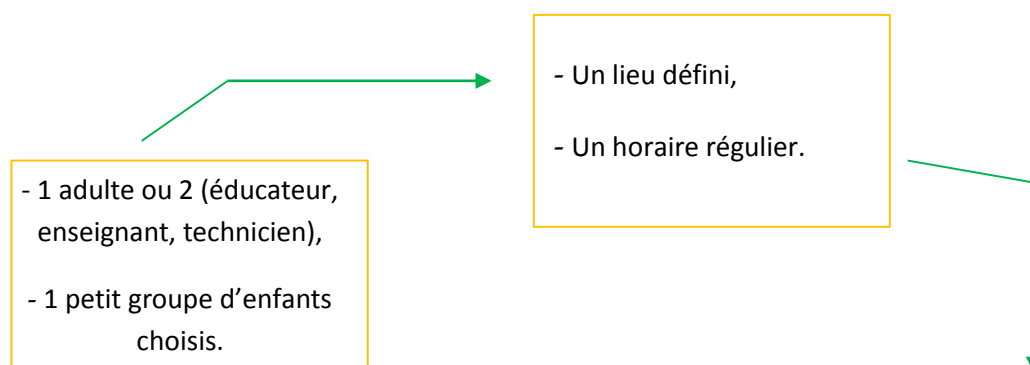 - Un lieu défini,
- Un horaire régulier.
- 1 adulte ou 2 (éducateur,
enseignant, technicien),
- 1 petit groupe d’enfants
choisis.